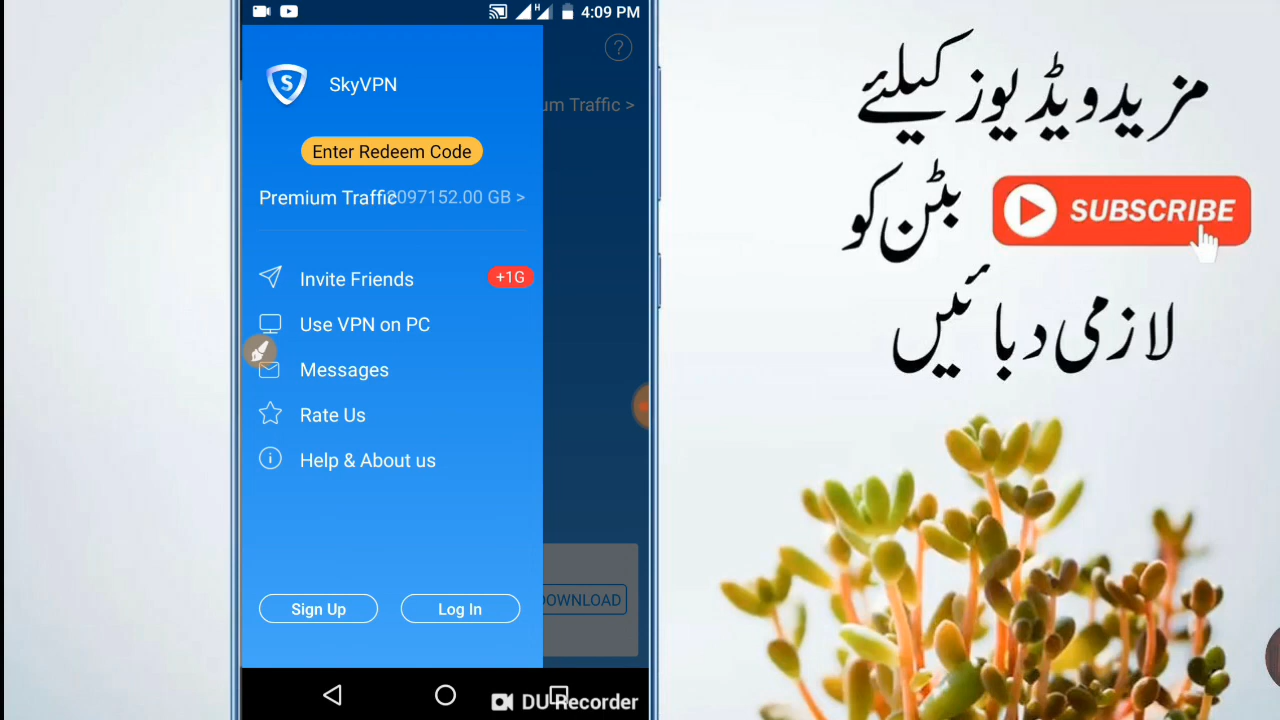 4:09 PM
SkyVPN
um Traffic >
Enter Redeem Code
Premium Traffic 2097152.00 GB >
Invite Friends +1G
Use VPN on PC
Messages
Rate Us
Help & About us
DOWNLOAD
Sign Up Log In
DU Recorder
مزید ویڈیوز کیلئے
SUBSCRIBE بٹن کو
لازمی دبائیں